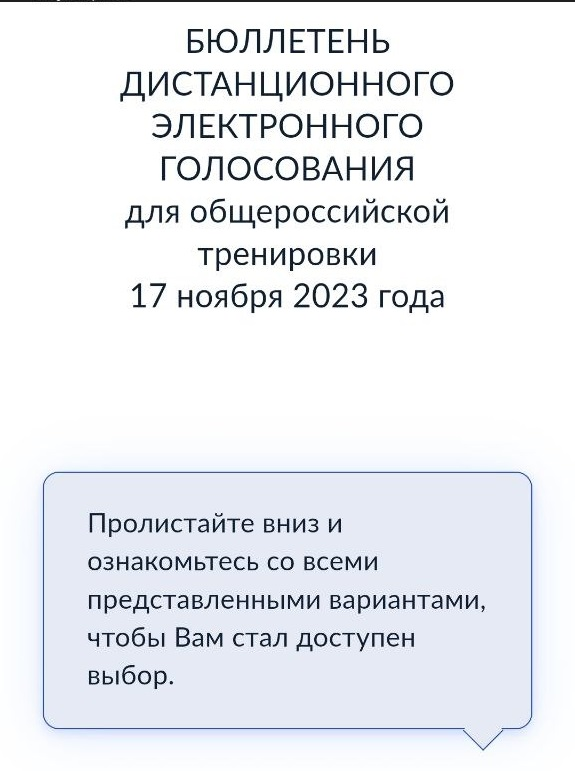 БЮЛЛЕТЕНЬ
ДИСТАНЦИОННОГО
ЭЛЕКТРОННОГО
ГОЛОСОВАНИЯ
для общероссийской
тренировки
17 ноября 2023 года
Пролистайте вниз и
ознакомьтесь со всеми
представленными вариантами,
чтобы Вам стал доступен
выбор.